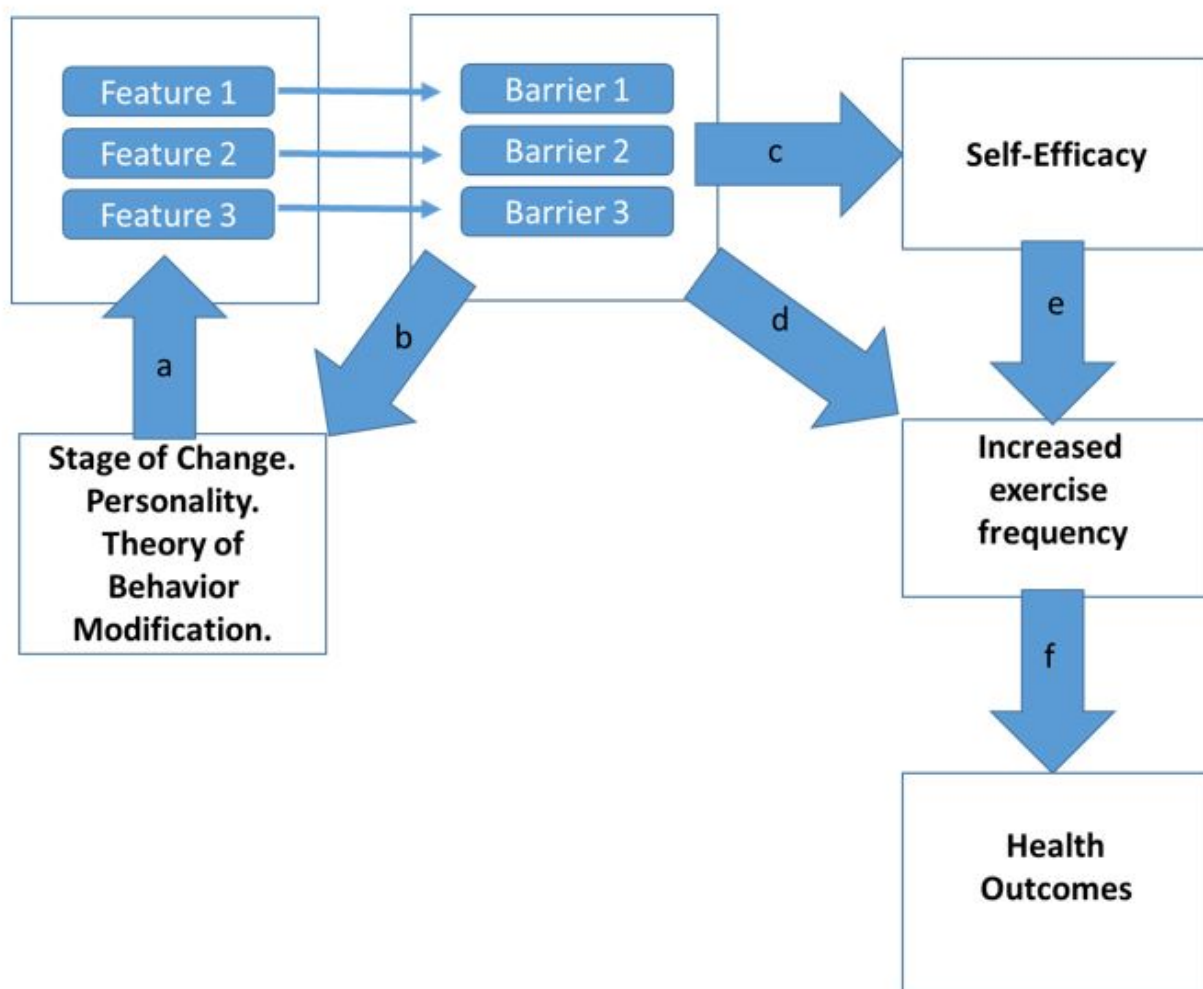 Feature 1
Feature 2
Feature 3
Barrier 1
Barrier 2
Barrier 3
c
Self-Efficacy
a
b
d
e
Stage of Change.
Personality.
Theory of
Behavior
Modification.
Increased
exercise
frequency
f
Health
Outcomes